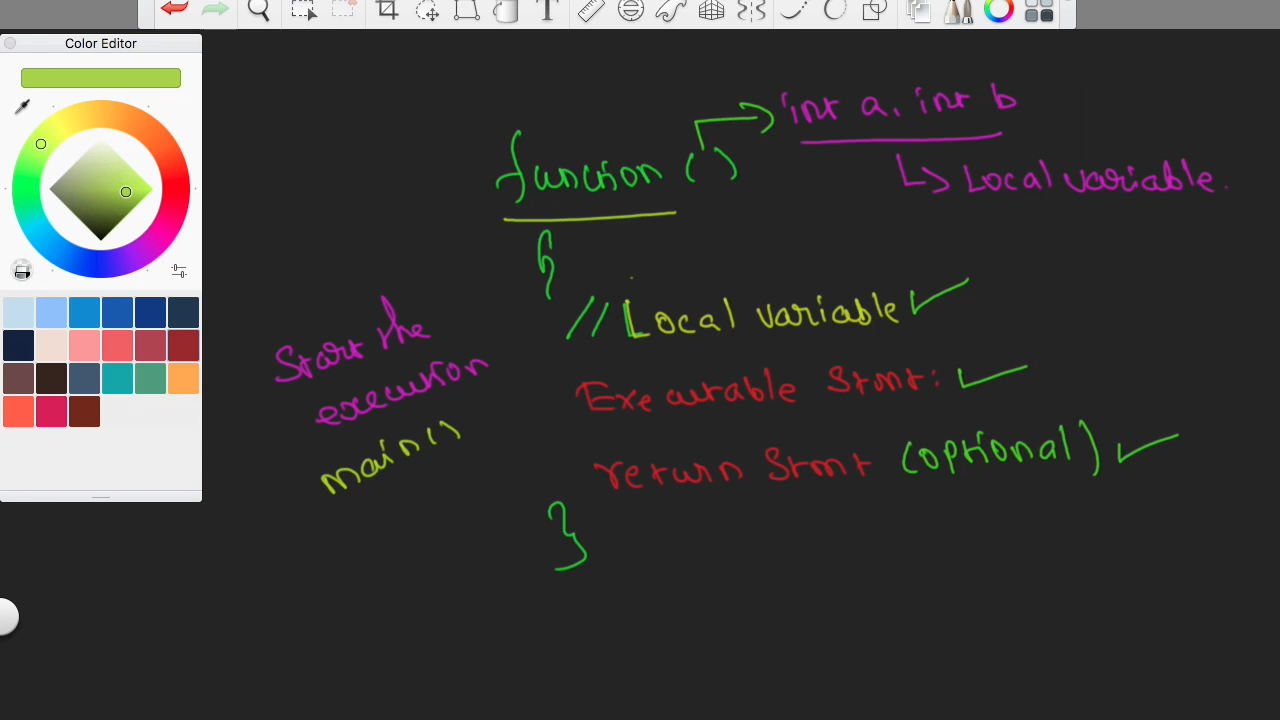 Color Editor
int a, int b
function ( )
Local variable.
{
// Local variable
Start the
execution
main()
Executable Stmt:
return Stmt (optional)
}